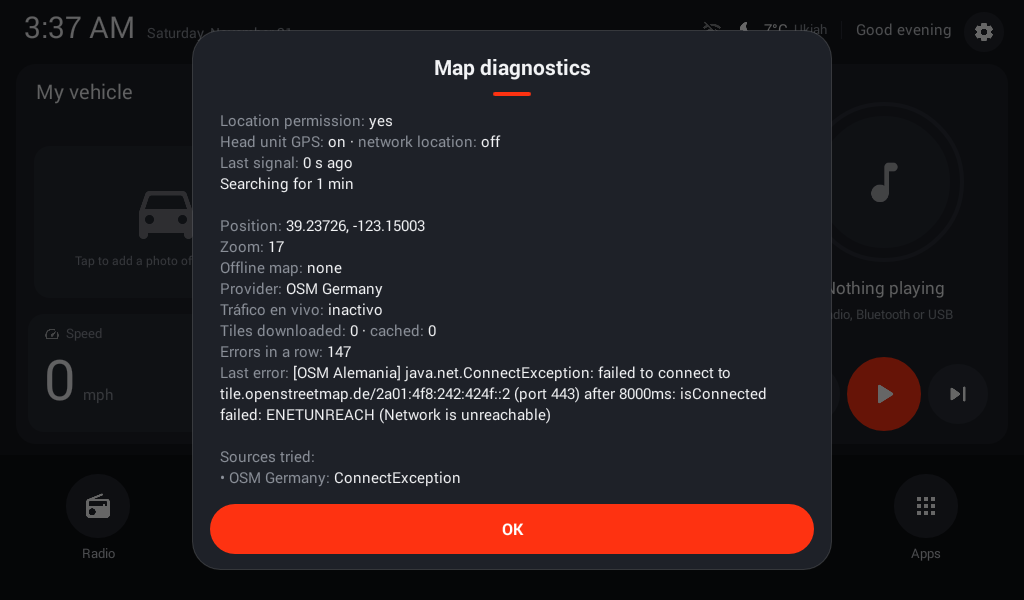 3:37 AM
Saturday,
7°C Ukiah
Good evening
My vehicle
Map diagnostics
Location permission: yes
Head unit GPS: on · network location: off
Last signal: 0 s ago
Searching for 1 min
Position: 39.23726, -123.15003
Zoom: 17
Offline map: none
Provider: OSM Germany
Tráfico en vivo: inactivo
Tiles downloaded: 0 · cached: 0
Errors in a row: 147
Last error: [OSM Alemania] java.net.ConnectException: failed to connect to
tile.openstreetmap.de/2a01:4f8:242:424f::2 (port 443) after 8000ms: isConnected
failed: ENETUNREACH (Network is unreachable)
Sources tried:
• OSM Germany: ConnectException
OK
Tap to add a photo of
Speed
0 mph
Nothing playing
Bluetooth or USB
Radio
Apps